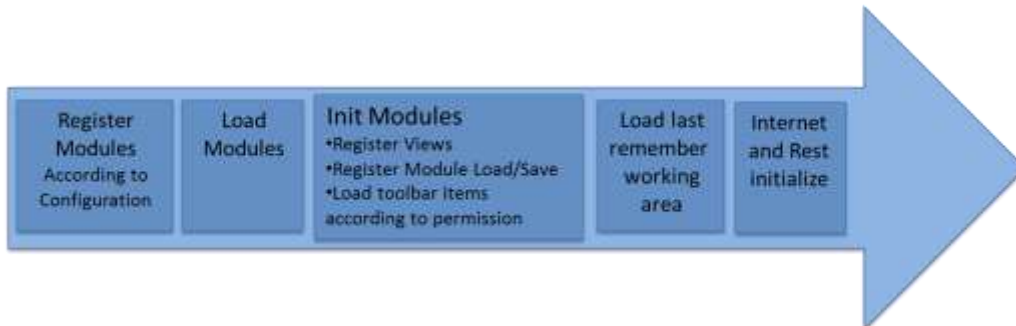 Register
Modules
According to
Configuration
Load
Modules
Init Modules
•Register Views
•Register Module Load/Save
•Load toolbar items
according to permission
Load last
remember
working
area
Internet
and Rest
initialize